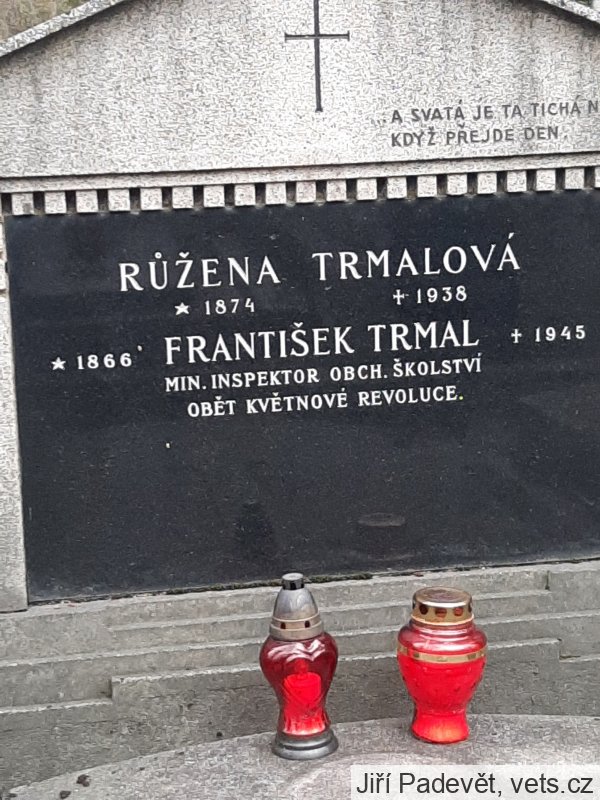 ...A SVATÁ JE TA TICHÁ
KDYŽ PŘEJDE DEN.
RŮŽENA TRMALOVÁ
★ 1874 ✝ 1938
★ 1866 FRANTIŠEK TRMAL ✝ 1945
MIN. INSPEKTOR OBCH. ŠKOLSTVÍ
OBĚT KVĚTNOVÉ REVOLUCE.
Jiří Padevět, vets.cz